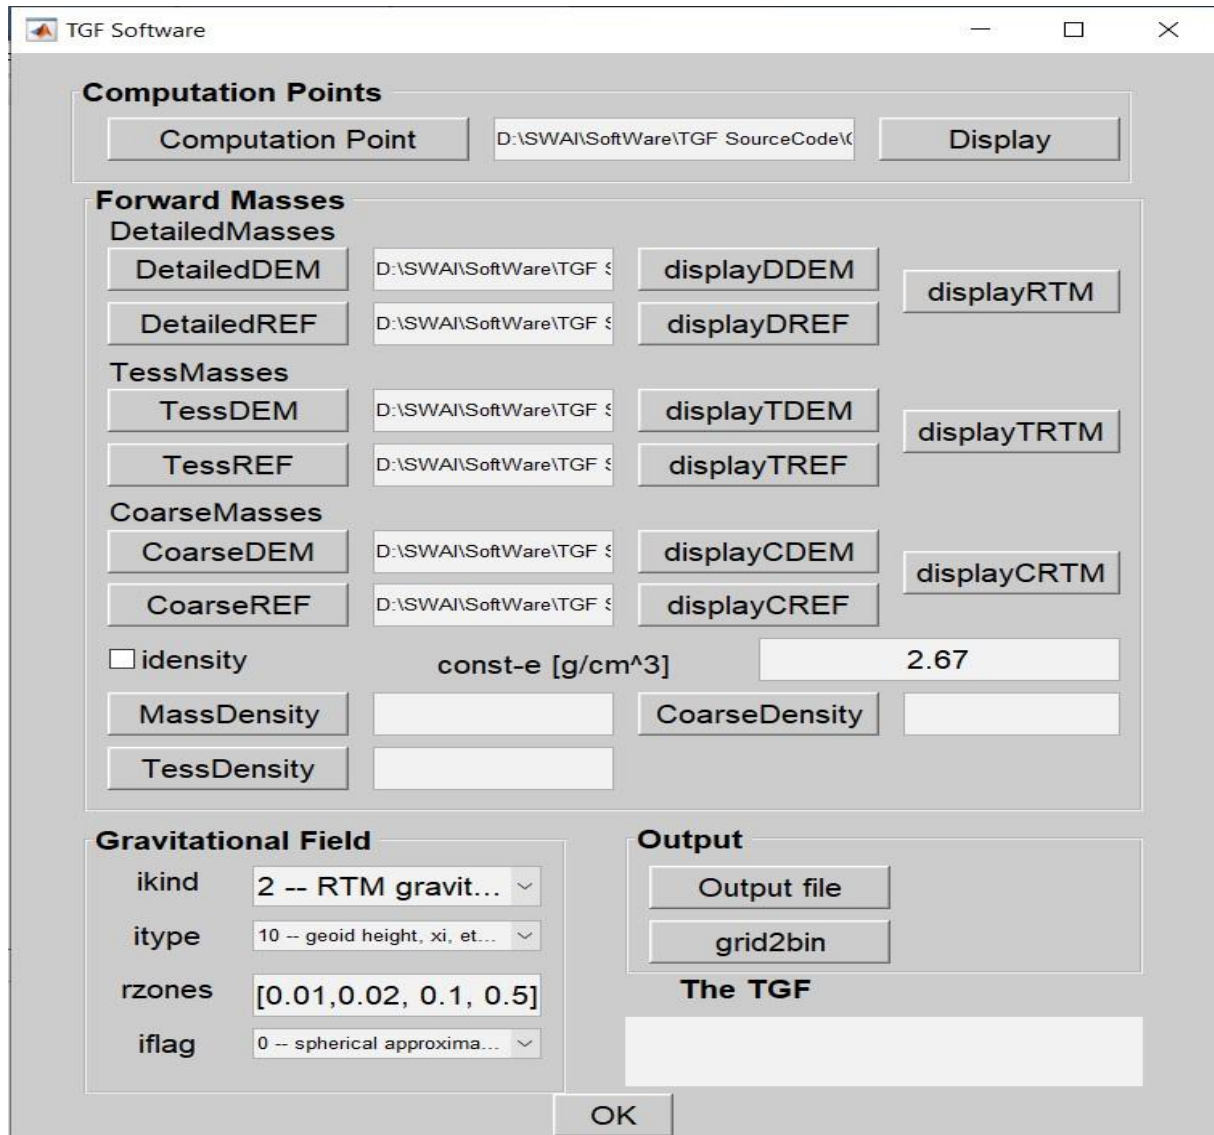 TGF Software
Computation Points
Computation Point D:\SWAI\SoftWare\TGF SourceCode\ Display
Forward Masses
DetailedMasses
DetailedDEM D:\SWAI\SoftWare\TGF displayDDEM
displayRTM
DetailedREF D:\SWAI\SoftWare\TGF displayDREF
TessMasses
TessDEM D:\SWAI\SoftWare\TGF displayTDEM
displayTRTM
TessREF D:\SWAI\SoftWare\TGF displayTREF
CoarseMasses
CoarseDEM D:\SWAI\SoftWare\TGF displayCDEM
displayCRTM
CoarseREF D:\SWAI\SoftWare\TGF displayCREF
idensity const-e [g/cm^3] 2.67
MassDensity CoarseDensity
TessDensity
Gravitational Field
ikind 2 -- RTM gravit...
itype 10 -- geoid height, xi, et...
rzones [0.01,0.02, 0.1, 0.5]
iflag 0 -- spherical approxima...
Output
Output file
grid2bin
The TGF
OK